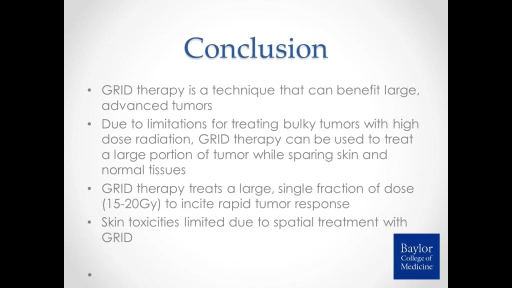 Conclusion
• GRID therapy is a technique that can benefit large,
advanced tumors
• Due to limitations for treating bulky tumors with high
dose radiation, GRID therapy can be used to treat
a large portion of tumor while sparing skin and
normal tissues
• GRID therapy treats a large, single fraction of dose
(15-20Gy) to incite rapid tumor response
• Skin toxicities limited due to spatial treatment with
GRID
•
Baylor
College of
Medicine